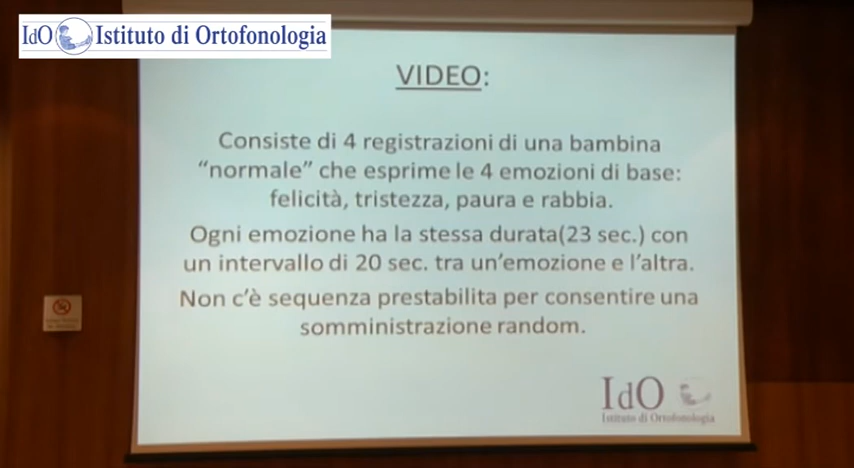 IdO Istituto di Ortofonologia
VIDEO:
Consiste di 4 registrazioni di una bambina
“normale” che esprime le 4 emozioni di base:
felicità, tristezza, paura e rabbia.
Ogni emozione ha la stessa durata(23 sec.) con
un intervallo di 20 sec. tra un’emozione e l’altra.
Non c’è sequenza prestabilita per consentire una
somministrazione random.
IdO
Istituto di Ortofonologia